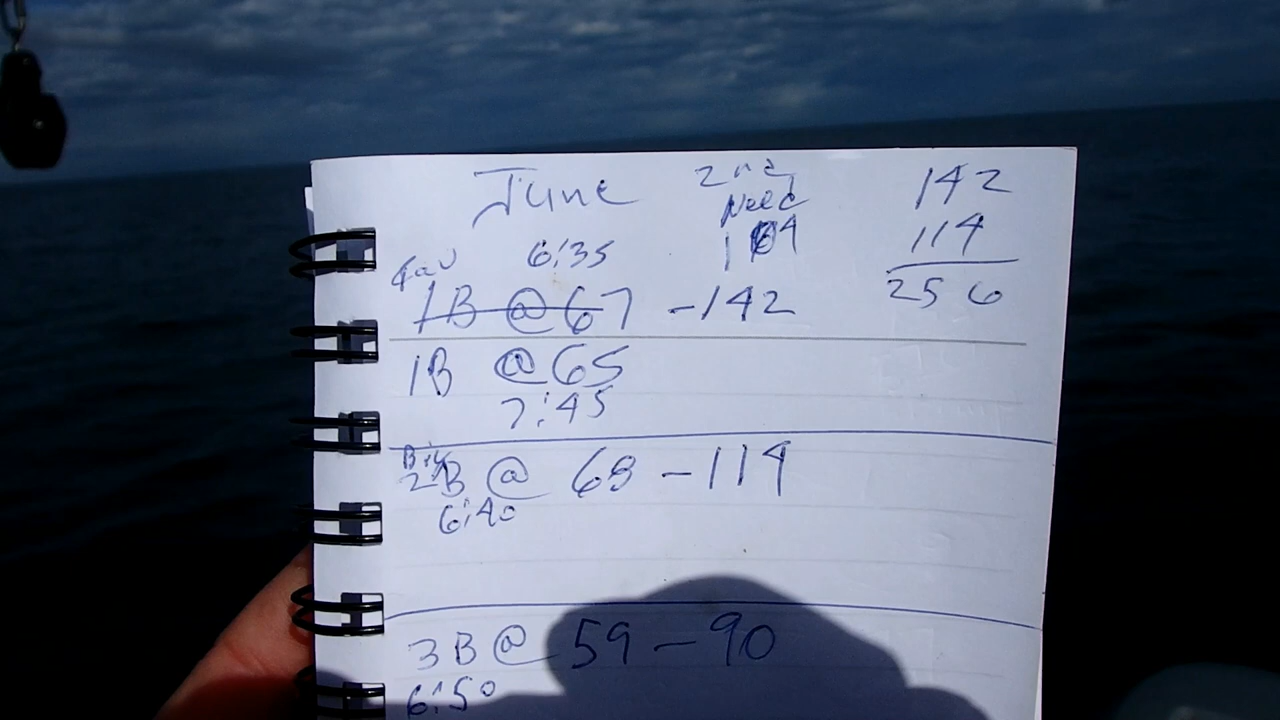 June
2nd
Need
6:35
1B @ 67 - 142
1B @ 65
7:45
2B @ 68 - 114
6:40
3B @ 59 - 90
6:50
142
114
256